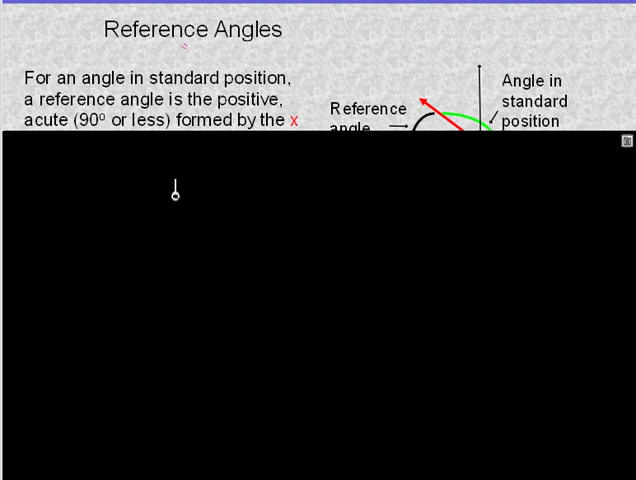 Reference Angles
For an angle in standard position,
a reference angle is the positive,
acute (90º or less) formed by the x
Reference
angle
Angle in
standard
position